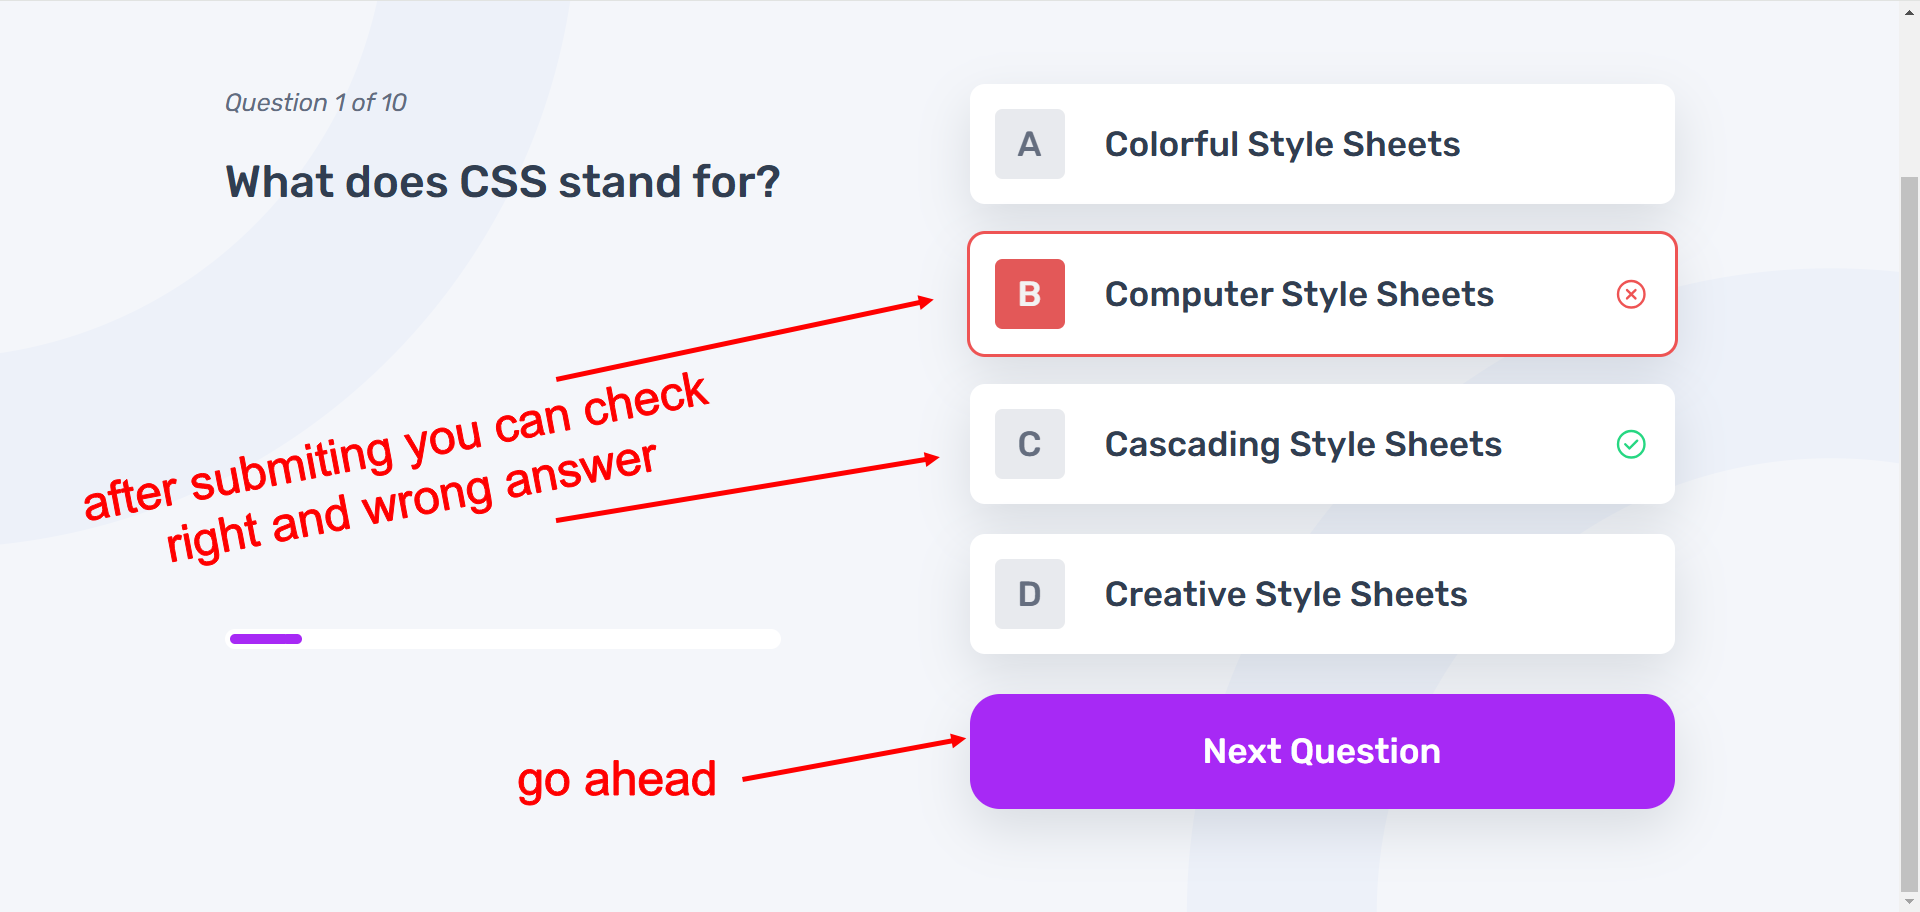 Question 1 of 10
What does CSS stand for?
after submiting you can check
right and wrong answer
go ahead
A Colorful Style Sheets
B Computer Style Sheets
C Cascading Style Sheets
D Creative Style Sheets
Next Question